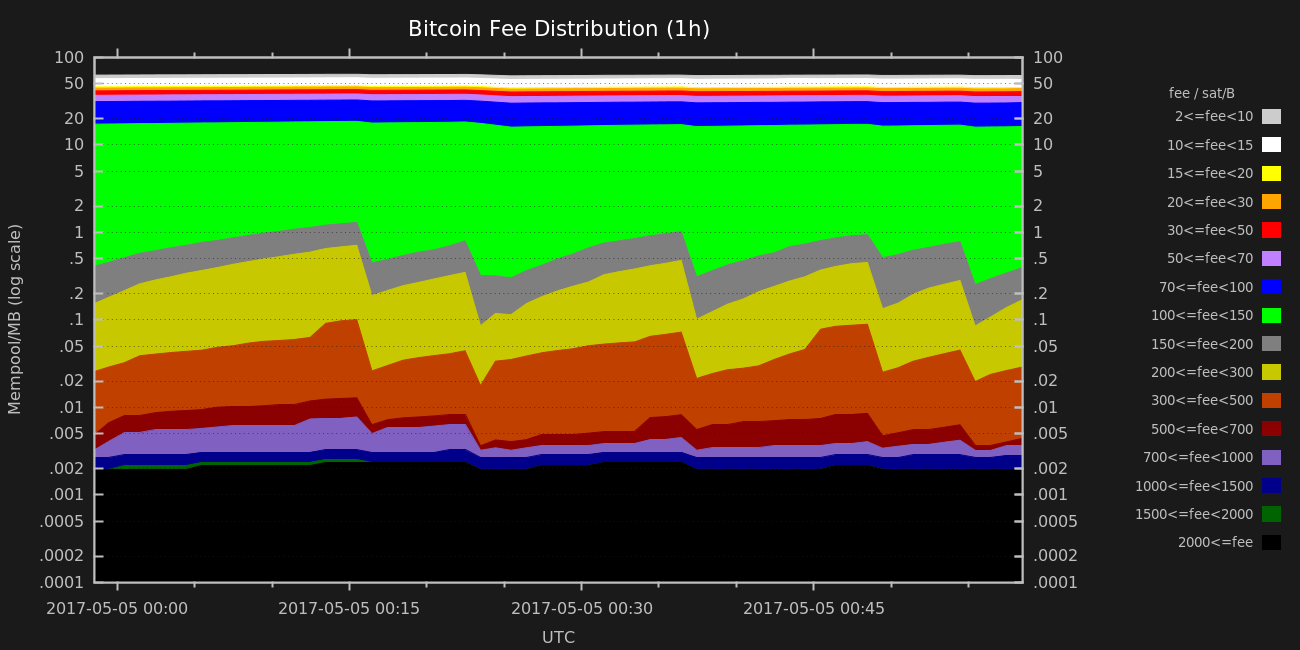 Bitcoin Fee Distribution (1h)
100
50
20
10
5
2
1
.5
.2
.1
.05
.02
.01
.005
.002
.001
.0005
.0002
.0001
Mempool/MB (log scale)
100
50
20
10
5
2
1
.5
.2
.1
.05
.02
.01
.005
.002
.001
.0005
.0002
.0001
fee / sat/B
2<=fee<10
10<=fee<15
15<=fee<20
20<=fee<30
30<=fee<50
50<=fee<70
70<=fee<100
100<=fee<150
150<=fee<200
200<=fee<300
300<=fee<500
500<=fee<700
700<=fee<1000
1000<=fee<1500
1500<=fee<2000
2000<=fee
2017-05-05 00:00
2017-05-05 00:15
2017-05-05 00:30
2017-05-05 00:45
UTC